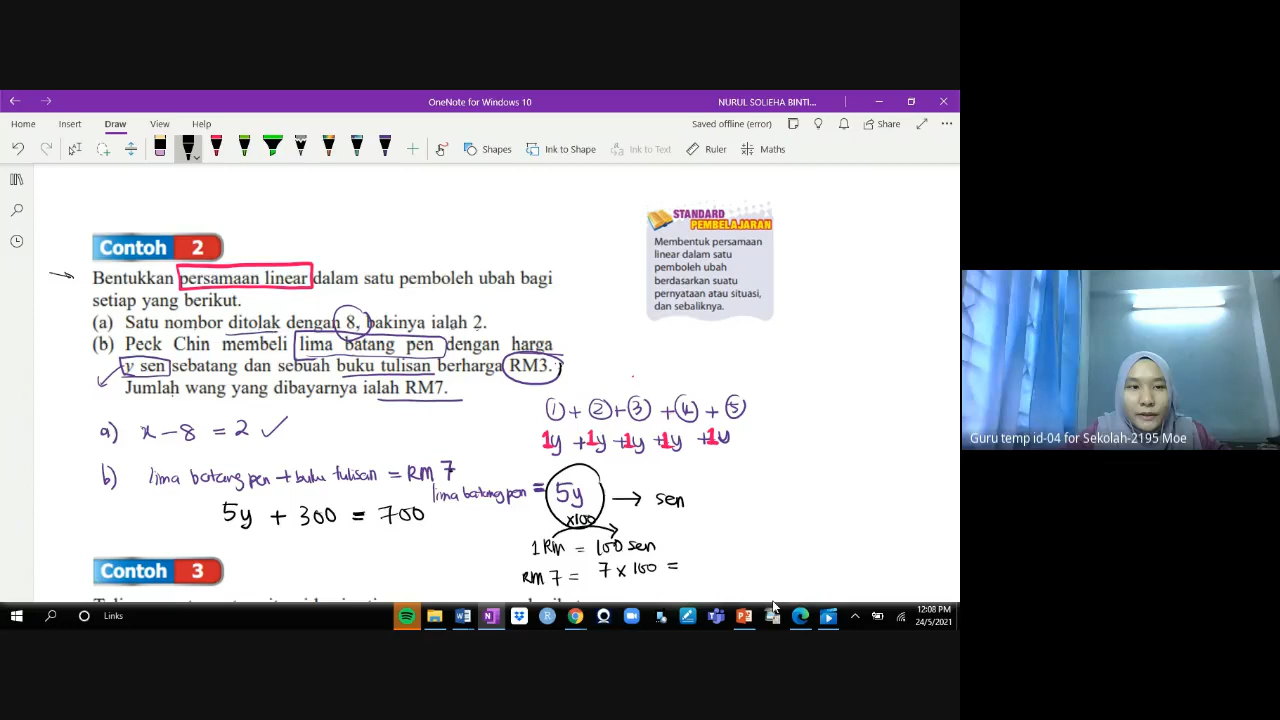 OneNote for Windows 10
NURUL SOLIEHA BINTI...
Home Insert Draw View Help
Saved offline (error)
Share
Shapes
Ink to Shape
Ink to Text
Ruler
Maths
STANDARD
PEMBELAJARAN
Membentuk persamaan
linear dalam satu
pemboleh ubah
berdasarkan suatu
pernyataan atau situasi,
dan sebaliknya.
Contoh 2
Bentukkan persamaan linear dalam satu pemboleh ubah bagi
setiap yang berikut.
(a) Satu nombor ditolak dengan 8, bakinya ialah 2.
(b) Peck Chin membeli lima batang pen dengan harga
y sen sebatang dan sebuah buku tulisan berharga RM3.
Jumlah wang yang dibayarnya ialah RM7.
1 + 2 + 3 + 4 + 5
a) x - 8 = 2 ✓
1y + 1y + 1y + 1y + 1y
b) lima batang pen + buku tulisan = RM 7
lima batang pen = 5y → sen
5y + 300 = 700
x100
1 RM = 100 sen
RM 7 = 7 x 100 =
Contoh 3
Links
12:08 PM
24/5/2021
Guru temp id-04 for Sekolah-2195 Moe